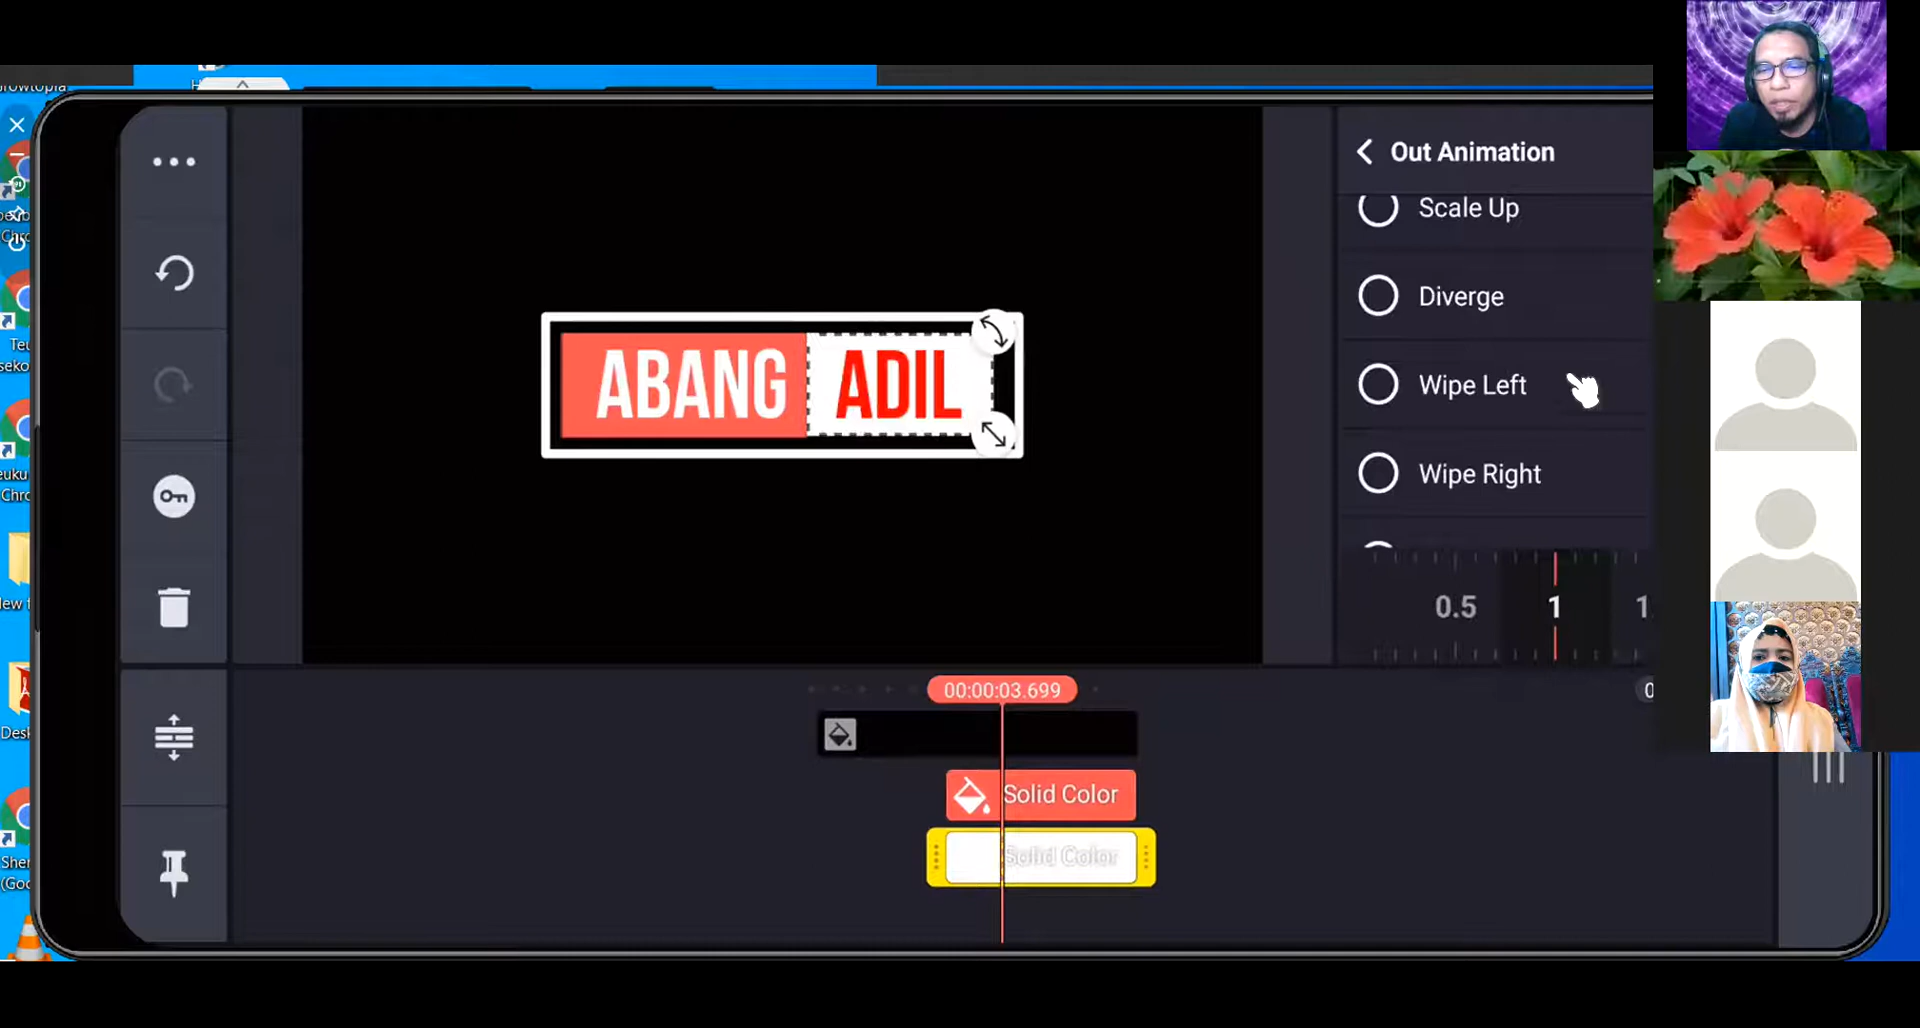 Out Animation
Scale Up
Diverge
Wipe Left
Wipe Right
0.5
1
ABANG
ADIL
00:00:03.699
Solid Color
Solid Color